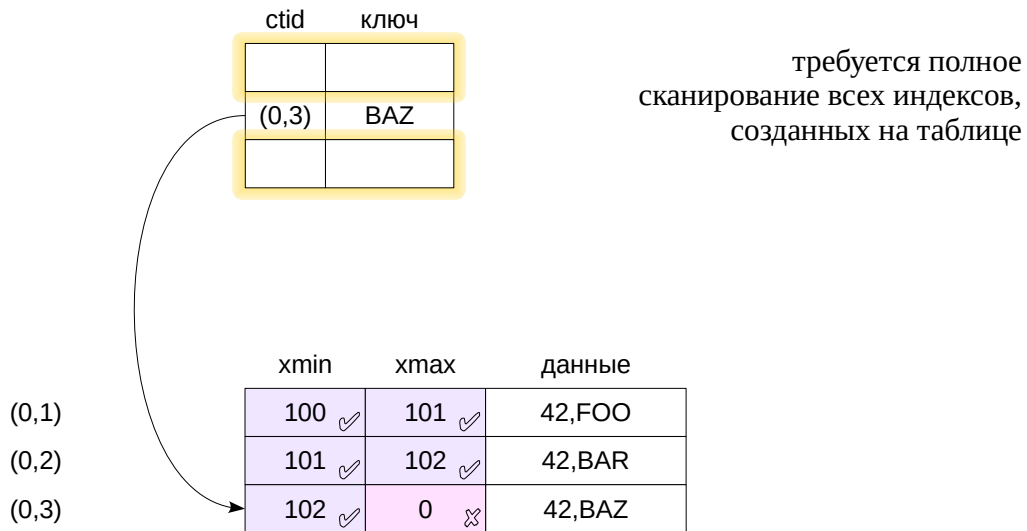 ctid ключ
требуется полное
сканирование всех индексов,
созданных на таблице
(0,3) BAZ
xmin xmax данные
(0,1) 100 101 42,FOO
(0,2) 101 102 42,BAR
(0,3) 102 0 42,BAZ